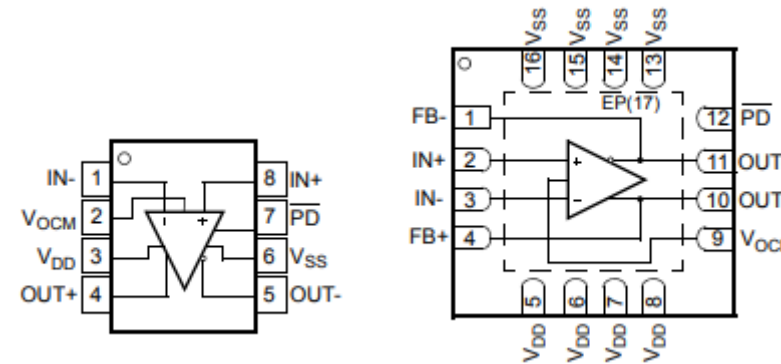 IN- 1
8 IN+
VOCM 2
7 PD
VDD 3
6 VSS
OUT+ 4
5 OUT-
- +
VSS VSS VSS VSS
16 15 14 13
EP(17)
FB- 1
12 PD
IN+ 2
11 OUT
IN- 3
10 OUT
FB+ 4
9 VOC
+
-
5 6 7 8
VDD VDD VDD VDD